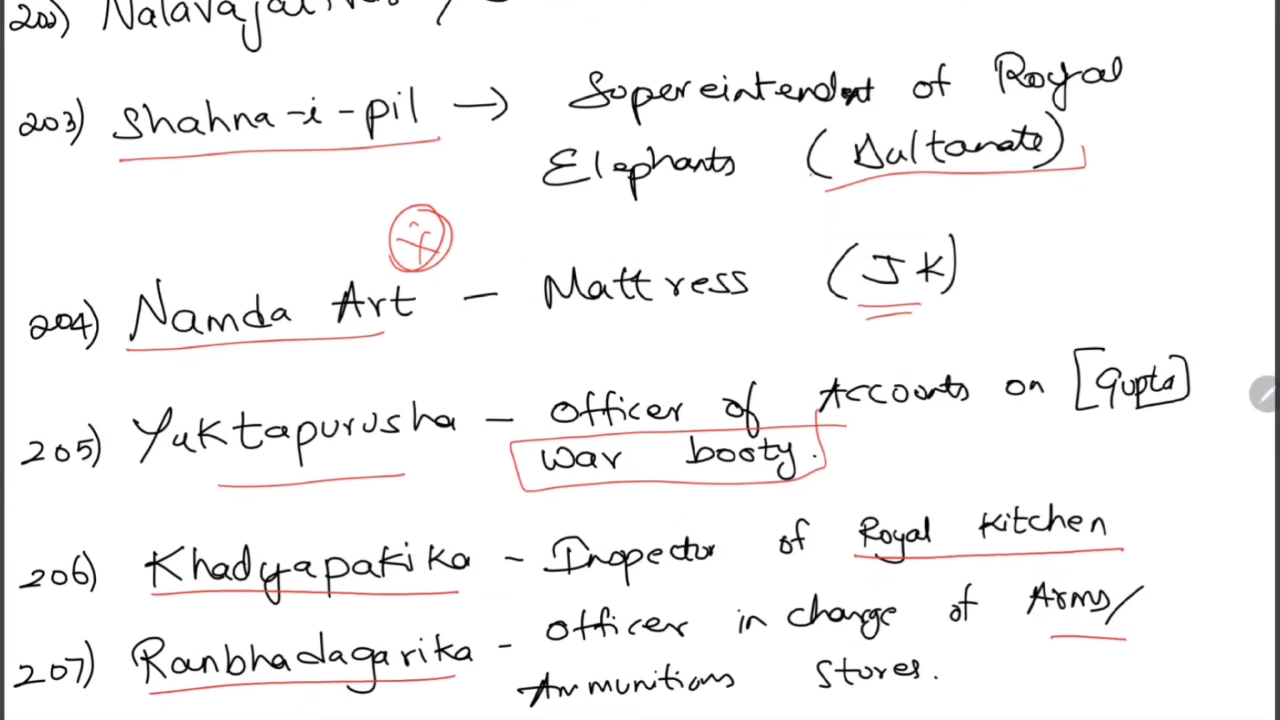 203) Shahna-i-pil → Supereintendent of Royal
Elephants (Sultanate)
204) Namda Art - Mattress (JK)
205) Yuktapurusha - Officer of Accounts on [Gupta]
war booty.
206) Khadyapakika - Inspector of Royal Kitchen
207) Ranbhadagarika - Officer in charge of Arms/
Ammunitions Stores.